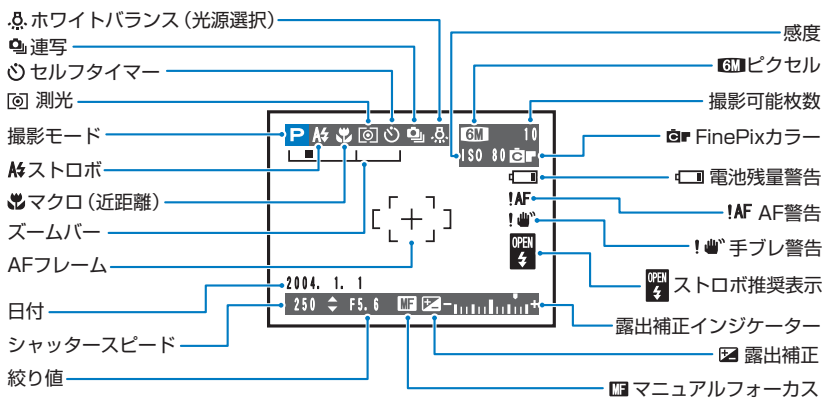 ホワイトバランス（光源選択）
連写
セルフタイマー
測光
撮影モード
ストロボ
マクロ（近距離）
ズームバー
AFフレーム
日付
シャッタースピード
絞り値
P 6M 10
ISO 80
!AF
!
OPEN
2004. 1. 1
250 F5.6 MF - +
感度
6M ピクセル
撮影可能枚数
FinePixカラー
電池残量警告
!AF AF警告
! 手ブレ警告
OPEN ストロボ推奨表示
露出補正インジケーター
露出補正
MF マニュアルフォーカス